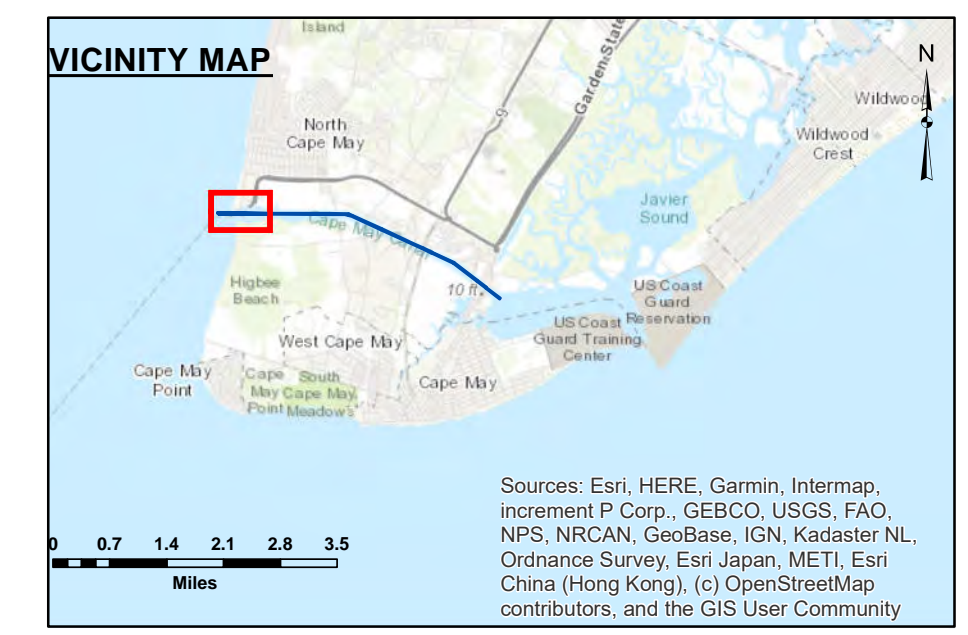 Island
VICINITY MAP
N
Garden State
9
Wildwood
North
Cape May
Wildwood
Crest
Javier
Sound
Cape May Canal
Higbee
Beach
10 ft.
US Coast
Guard
Reservation
US Coast
Guard Training
Center
West Cape May
Cape May
Point
Cape
May
Point
South
Cape May
Meadows
Cape May
Sources: Esri, HERE, Garmin, Intermap,
increment P Corp., GEBCO, USGS, FAO,
NPS, NRCAN, GeoBase, IGN, Kadaster NL,
Ordnance Survey, Esri Japan, METI, Esri
China (Hong Kong), (c) OpenStreetMap
contributors, and the GIS User Community
0 0.7 1.4 2.1 2.8 3.5
Miles